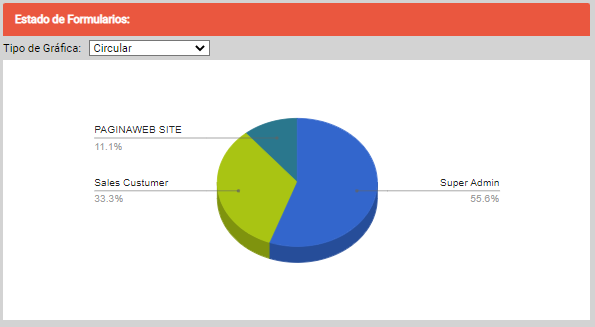 Estado de Formularios:
Tipo de Gráfica: Circular
PAGINAWEB SITE
11.1%
Sales Custumer
33.3%
Super Admin
55.6%